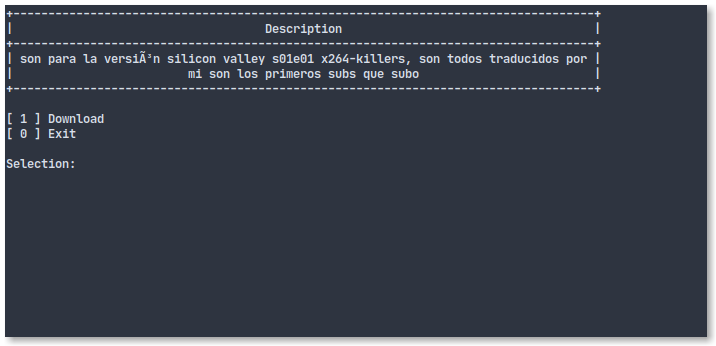 +-----------------------------------------------------------------------------------+
|                                    Description                                    |
+-----------------------------------------------------------------------------------+
| son para la versiÃ³n silicon valley s01e01 x264-killers, son todos traducidos por |
|                         mi son los primeros subs que subo                         |
+-----------------------------------------------------------------------------------+
[ 1 ] Download
[ 0 ] Exit
Selection: